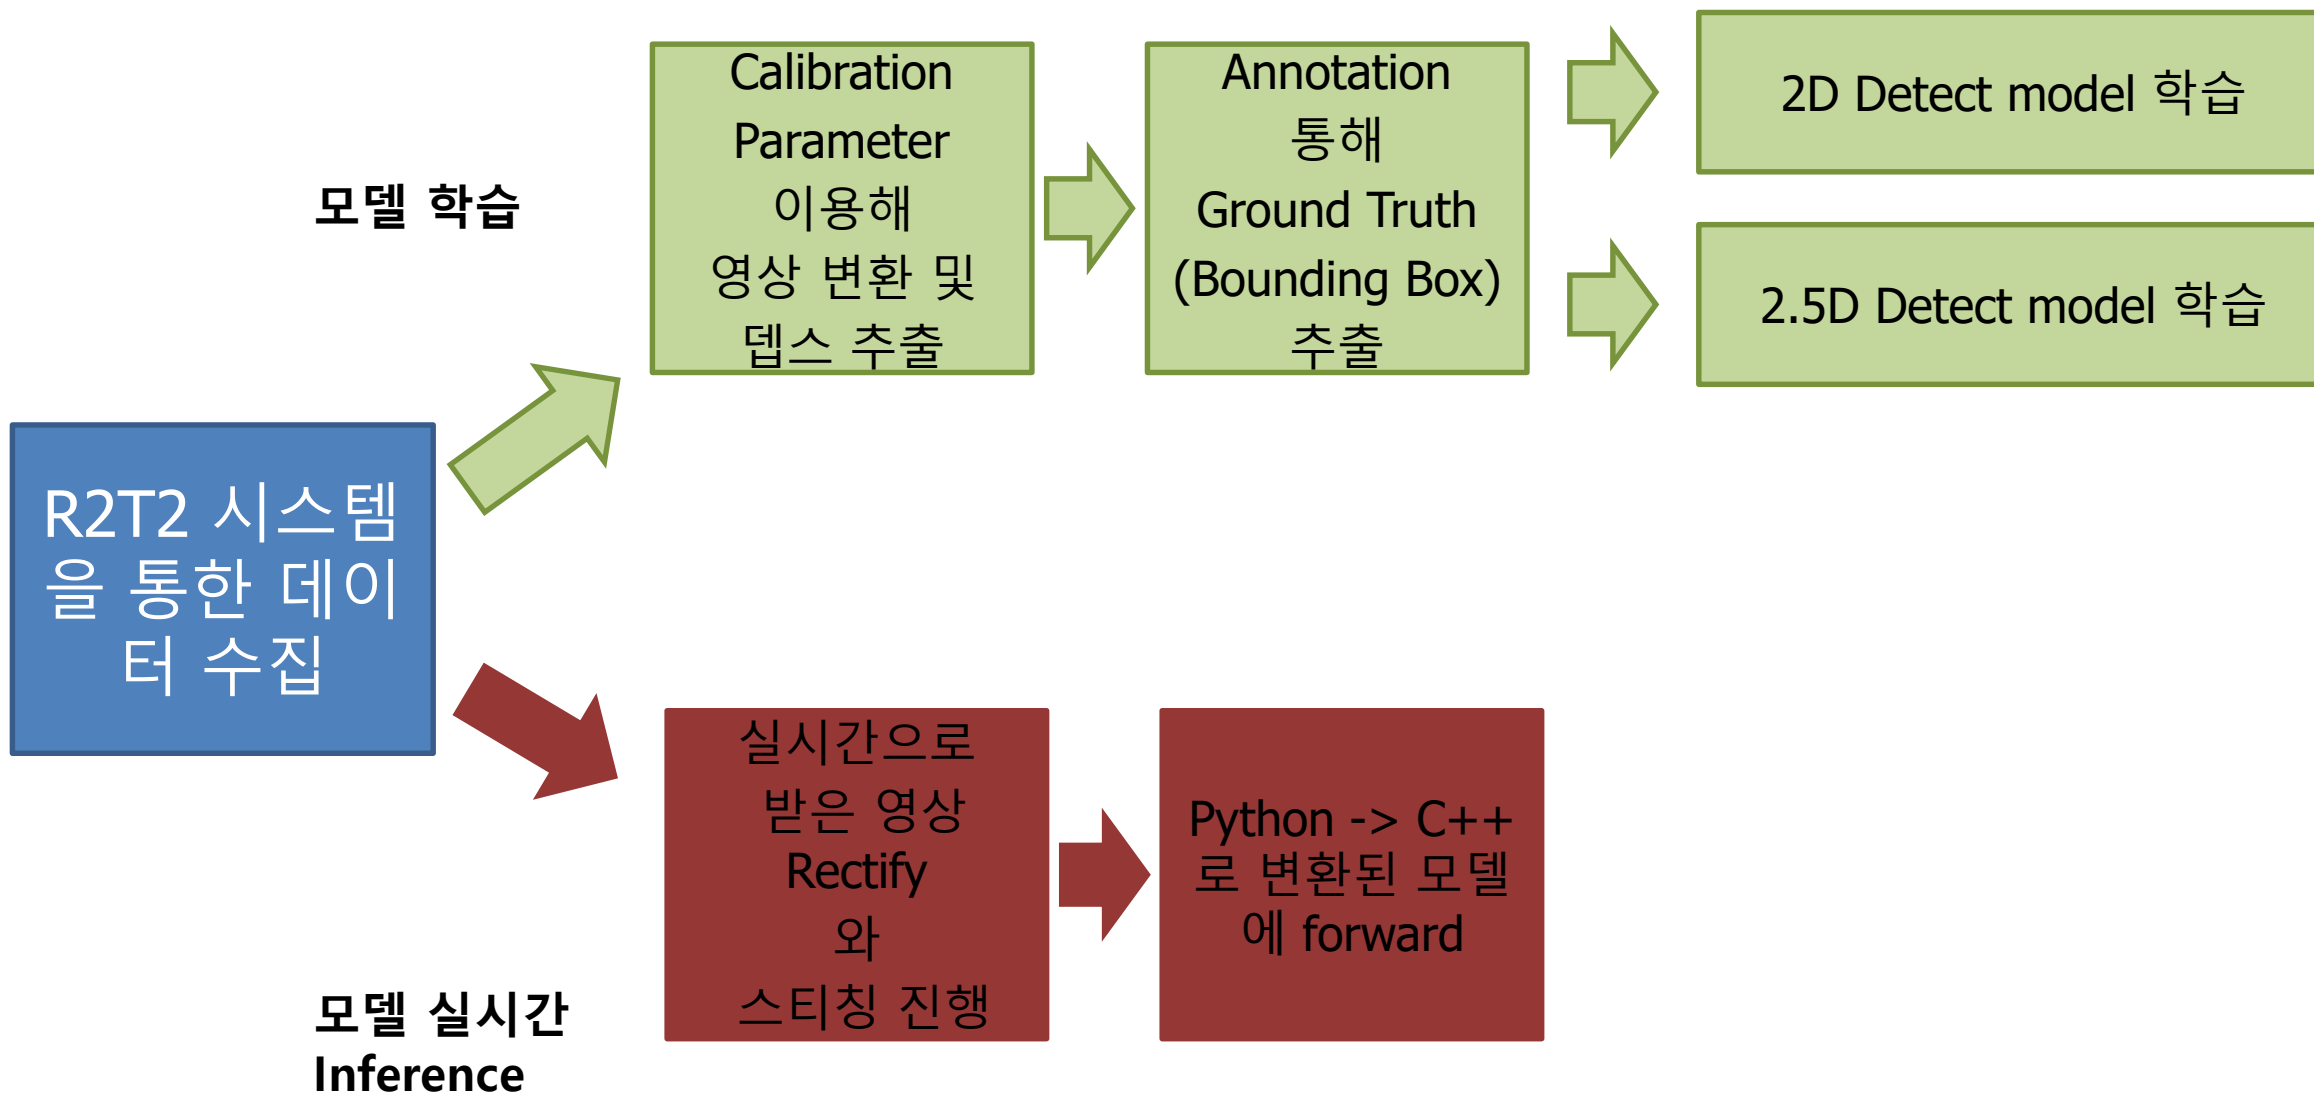 모델 학습
Calibration
Parameter
이용해
영상 변환 및
뎁스 추출
Annotation
통해
Ground Truth
(Bounding Box)
추출
2D Detect model 학습
2.5D Detect model 학습
R2T2 시스템
을 통한 데이
터 수집
실시간으로
받은 영상
Rectify
와
스티칭 진행
Python -> C++
로 변환된 모델
에 forward
모델 실시간
Inference